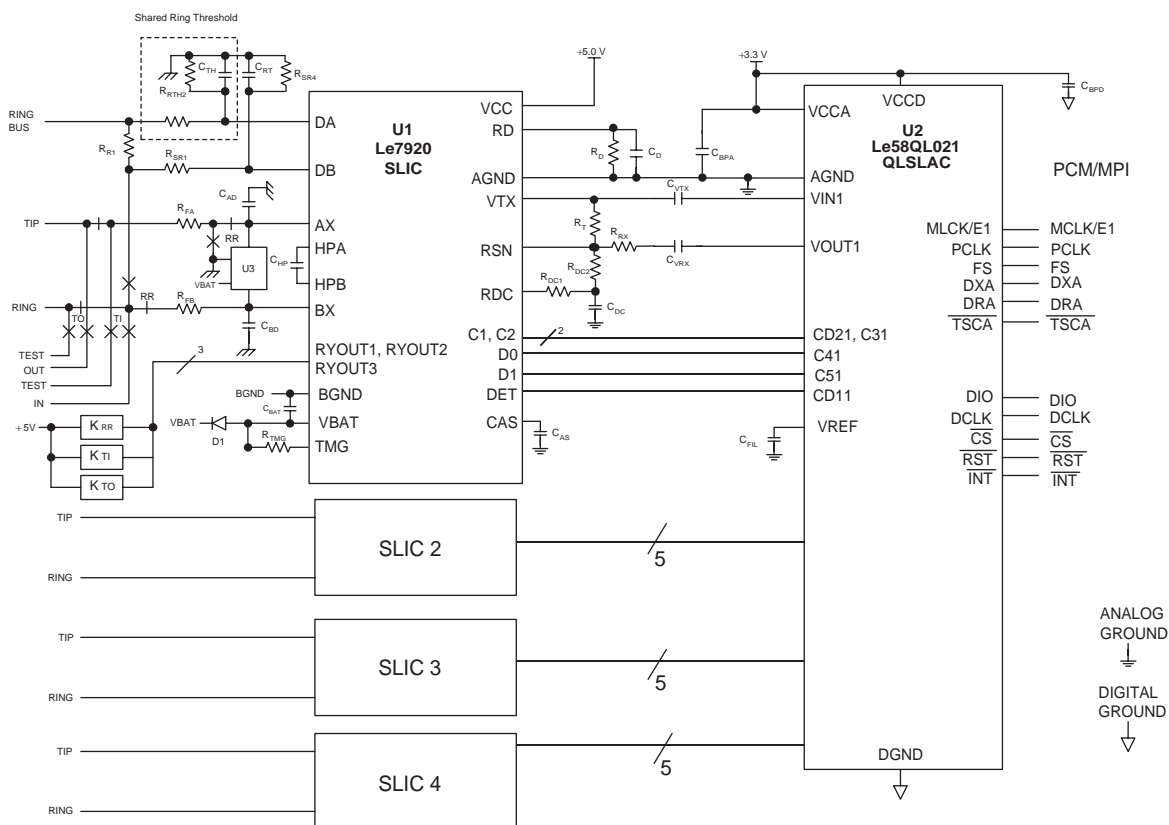 Shared Ring Threshold
CTH
CRT
RSR4
RRTH2
RING
BUS
RR1
RSR1
CAD
TIP
RFA
RR
U3
CHP
VBAT
RING
TO
TI
RR
RFB
CBD
TEST
OUT
TEST
IN
3
+5V
K RR
K TI
K TO
BGND
CBAT
VBAT
D1
RTMG
U1
Le7920
SLIC
DA
DB
AX
HPA
HPB
BX
RYOUT1, RYOUT2
RYOUT3
BGND
VBAT
TMG
VCC
RD
AGND
VTX
RSN
RDC
C1, C2
D0
D1
DET
CAS
+5.0 V
RD
CD
CBPA
CVTX
RT
RRX
CVRX
RDC1
RDC2
CDC
2
CAS
CFIL
+3.3 V
CBPD
VCCD
VCCA
U2
Le58QL021
QLSLAC
AGND
VIN1
VOUT1
CD21, C31
C41
C51
CD11
VREF
PCM/MPI
MLCK/E1 MCLK/E1
PCLK PCLK
FS FS
DXA DXA
DRA DRA
TSCA TSCA
DIO DIO
DCLK DCLK
CS CS
RST RST
INT INT
DGND
TIP
RING
SLIC 2
5
TIP
RING
SLIC 3
5
TIP
RING
SLIC 4
5
ANALOG
GROUND
DIGITAL
GROUND